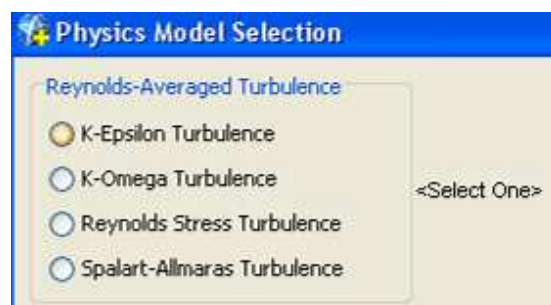 Physics Model Selection
Reynolds-Averaged Turbulence
K-Epsilon Turbulence
K-Omega Turbulence
<Select One>
Reynolds Stress Turbulence
Spalart-Allmaras Turbulence